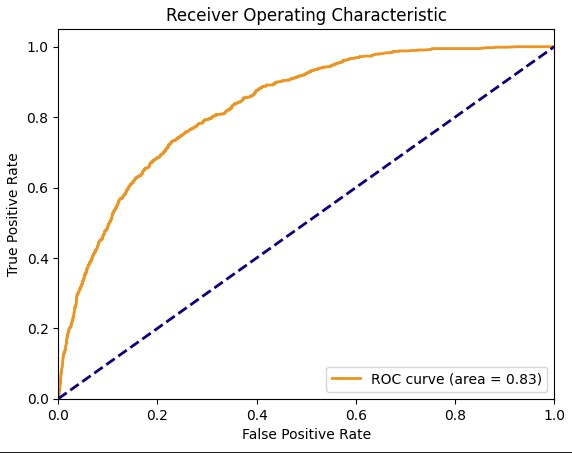 Receiver Operating Characteristic
1.0
0.8
0.6
0.4
0.2
0.0
True Positive Rate
ROC curve (area = 0.83)
0.0 0.2 0.4 0.6 0.8 1.0
False Positive Rate